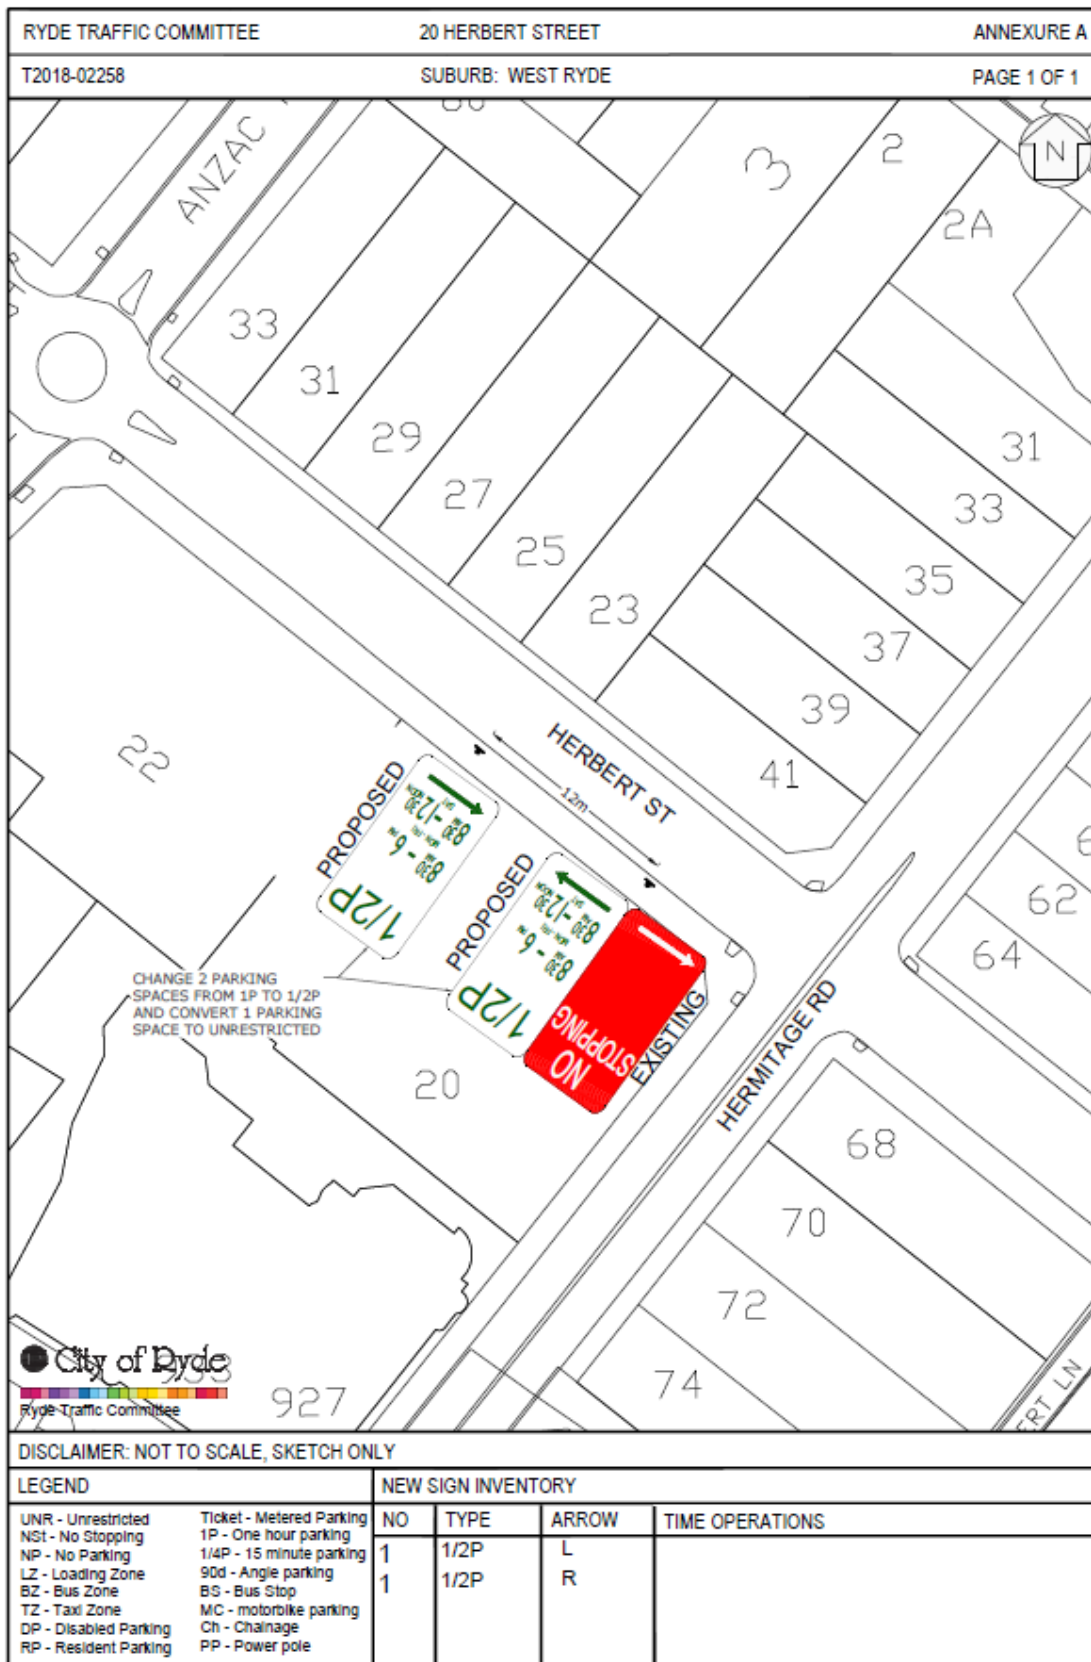 RYDE TRAFFIC COMMITTEE
20 HERBERT STREET
ANNEXURE A
T2018-02258
SUBURB: WEST RYDE
PAGE 1 OF 1
N
ANZAC
3
2
2A
33
31
29
27
25
23
31
33
35
37
39
41
HERBERT ST
12m
22
PROPOSED
830-1230
SAT
830-6
MON-FRI
1/2P
PROPOSED
830-1230
SAT
830-6
MON-FRI
1/2P
NO
STOPPING
EXISTING
CHANGE 2 PARKING
SPACES FROM 1P TO 1/2P
AND CONVERT 1 PARKING
SPACE TO UNRESTRICTED
20
HERMITAGE RD
62
64
68
70
72
74
927
ERT LN
City of Ryde
Ryde Traffic Committee
DISCLAIMER: NOT TO SCALE, SKETCH ONLY
LEGEND
UNR - Unrestricted
NSt - No Stopping
NP - No Parking
LZ - Loading Zone
BZ - Bus Zone
TZ - Taxi Zone
DP - Disabled Parking
RP - Resident Parking
Ticket - Metered Parking
1P - One hour parking
1/4P - 15 minute parking
90d - Angle parking
BS - Bus Stop
MC - motorbike parking
Ch - Chainage
PP - Power pole
NEW SIGN INVENTORY
NO TYPE ARROW TIME OPERATIONS
1 1/2P L
1 1/2P R